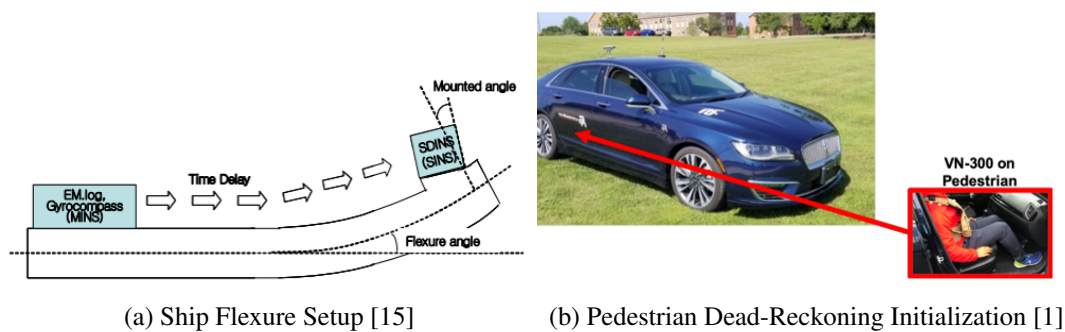 Mounted angle
SDINS
(SINS)
Time Delay
EM.log,
Gyrocompass
(MINS)
Flexure angle
VN-300 on
Pedestrian
(a) Ship Flexure Setup [15]
(b) Pedestrian Dead-Reckoning Initialization [1]